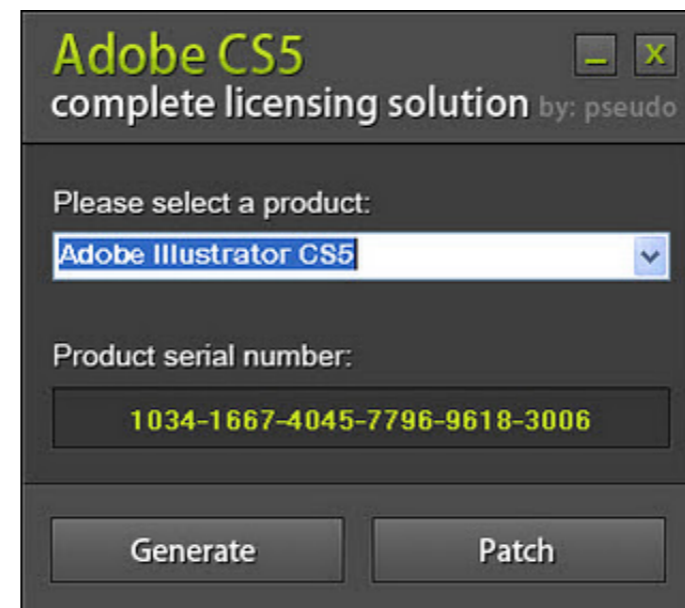 Adobe CS5
complete licensing solution by: pseudo
Please select a product:
Adobe Illustrator CS5
Product serial number:
1034-1667-4045-7796-9618-3006
Generate Patch